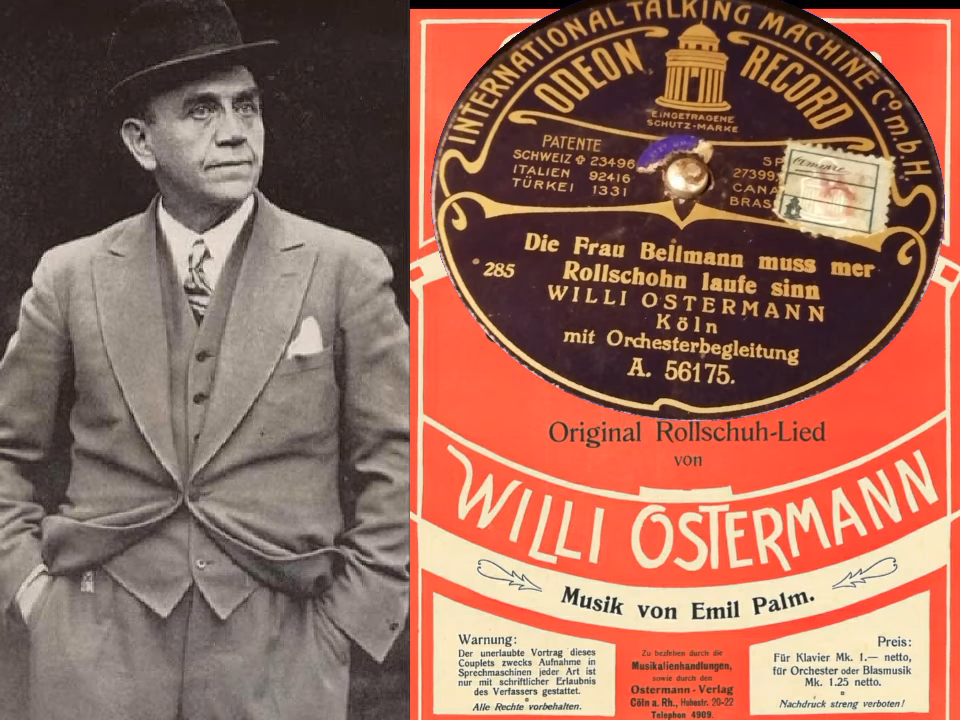 INTERNATIONAL TALKING MACHINE Co. m.b.H.
ODEON RECORD
EINGETRAGENE
SCHUTZ-MARKE
PATENTE
SCHWEIZ ✚ 23496
ITALIEN 92416
TÜRKEI 1331
SP
27399
CANA
BRAS
Die Frau Bellmann muss mer
° 285
Rollschohn laufe sinn
WILLI OSTERMANN
Köln
mit Orchesterbegleitung
A. 56175.
Original Rollschuh-Lied
von
WILLI OSTERMANN
Musik von Emil Palm.
Warnung:
Der unerlaubte Vortrag dieses
Couplets zwecks Aufnahme in
Sprechmaschinen jeder Art ist
nur mit schriftlicher Erlaubnis
des Verfassers gestattet.
Alle Rechte vorbehalten.
Zu beziehen durch die
Musikalienhandlungen,
sowie durch den
Ostermann-Verlag
Cöln a. Rh., Hohestr. 20-22
Telephon 4909.
Preis:
Für Klavier Mk. 1.— netto,
für Orchester oder Blasmusik
Mk. 1.25 netto.
Nachdruck streng verboten!